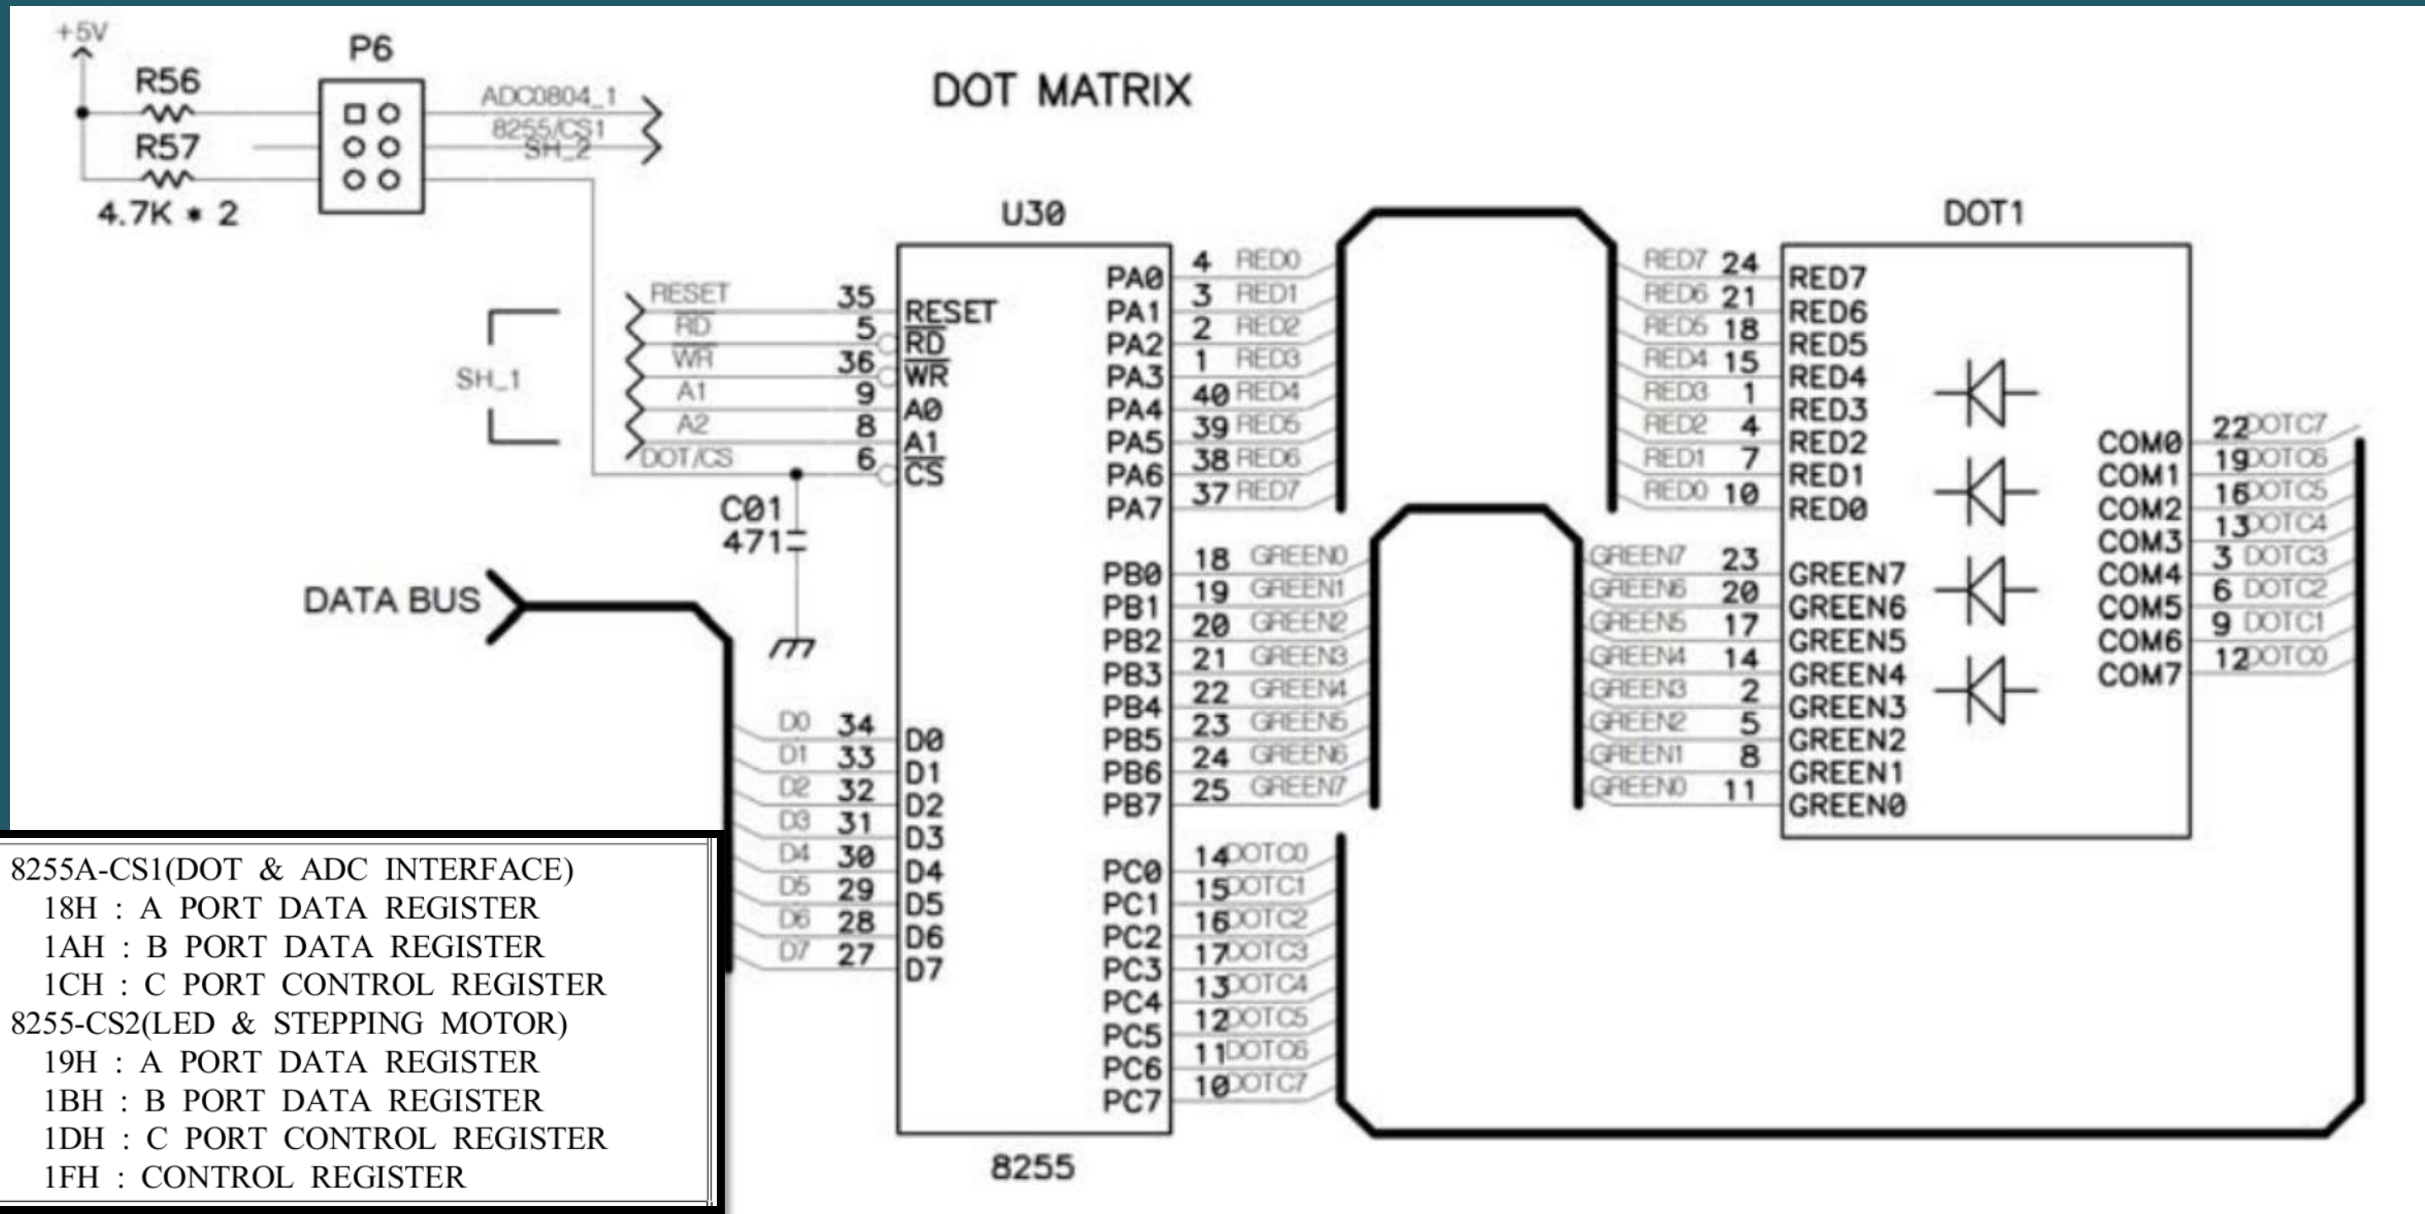 +5V
P6
R56
R57
4.7K * 2
ADC0804_1
8255/CS1
SH_2
DOT MATRIX
U30
DOT1
SH_1
RESET 35 RESET
RD 5 RD
WR 36 WR
A1 9 A0
A2 8 A1
DOT/CS 6 CS
C01
471
DATA BUS
D0 34 D0
D1 33 D1
D2 32 D2
D3 31 D3
D4 30 D4
D5 29 D5
D6 28 D6
D7 27 D7
PA0 4 RED0
PA1 3 RED1
PA2 2 RED2
PA3 1 RED3
PA4 40 RED4
PA5 39 RED5
PA6 38 RED6
PA7 37 RED7
PB0 18 GREEN0
PB1 19 GREEN1
PB2 20 GREEN2
PB3 21 GREEN3
PB4 22 GREEN4
PB5 23 GREEN5
PB6 24 GREEN6
PB7 25 GREEN7
PC0 14 DOTC0
PC1 15 DOTC1
PC2 16 DOTC2
PC3 17 DOTC3
PC4 13 DOTC4
PC5 12 DOTC5
PC6 11 DOTC6
PC7 10 DOTC7
8255
RED7 24 RED7
RED6 21 RED6
RED5 18 RED5
RED4 15 RED4
RED3 1 RED3
RED2 4 RED2
RED1 7 RED1
RED0 10 RED0
GREEN7 23 GREEN7
GREEN6 20 GREEN6
GREEN5 17 GREEN5
GREEN4 14 GREEN4
GREEN3 2 GREEN3
GREEN2 5 GREEN2
GREEN1 8 GREEN1
GREEN0 11 GREEN0
COM0 22 DOTC7
COM1 19 DOTC6
COM2 16 DOTC5
COM3 13 DOTC4
COM4 3 DOTC3
COM5 6 DOTC2
COM6 9 DOTC1
COM7 12 DOTC0
8255A-CS1(DOT & ADC INTERFACE)
18H : A PORT DATA REGISTER
1AH : B PORT DATA REGISTER
1CH : C PORT CONTROL REGISTER
8255-CS2(LED & STEPPING MOTOR)
19H : A PORT DATA REGISTER
1BH : B PORT DATA REGISTER
1DH : C PORT CONTROL REGISTER
1FH : CONTROL REGISTER